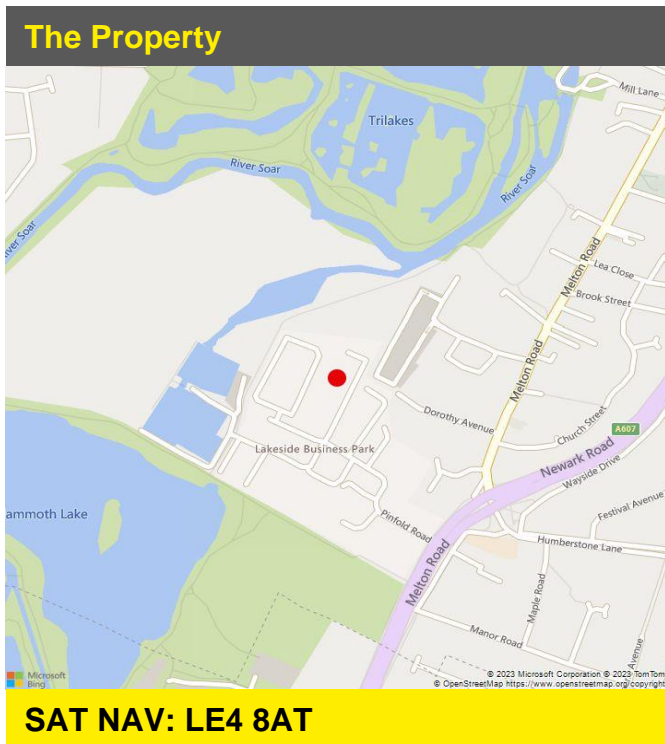 The Property
Mill Lane
Trilakes
River Soar
River Soar
River Soar
Melton Road
Lea Close
Brook Street
Melton Road
Dorothy Avenue
Church Street
A607
Lakeside Business Park
Newark Road
Wayside Drive
Festival Avenue
ammoth Lake
Pinfold Road
Humberstone Lane
Melton Road
Maple Road
Manor Road
Avenue
Microsoft
Bing
© 2023 Microsoft Corporation © 2023 TomTom
© OpenStreetMap https://www.openstreetmap.org/copyright
SAT NAV: LE4 8AT